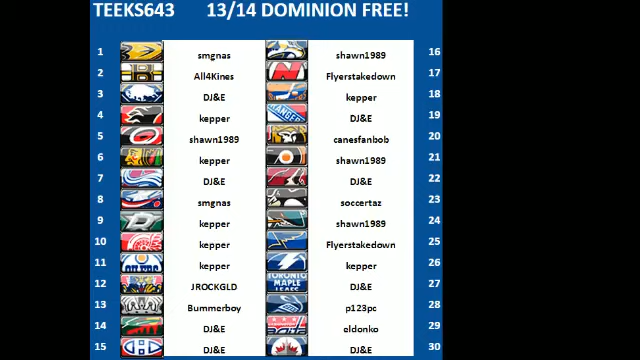 TEEKS643 13/14 DOMINION FREE!
1 smgnas shawn1989 16
2 All4Kines Flyerstakedown 17
3 DJ&E kepper 18
4 kepper DJ&E 19
5 shawn1989 canesfanbob 20
6 kepper shawn1989 21
7 DJ&E DJ&E 22
8 smgnas soccertaz 23
9 kepper shawn1989 24
10 kepper Flyerstakedown 25
11 kepper kepper 26
12 JROCKGLD TORONTO MAPLE LEAFS DJ&E 27
13 Bummerboy p123pc 28
14 DJ&E eldonko 29
15 DJ&E DJ&E 30